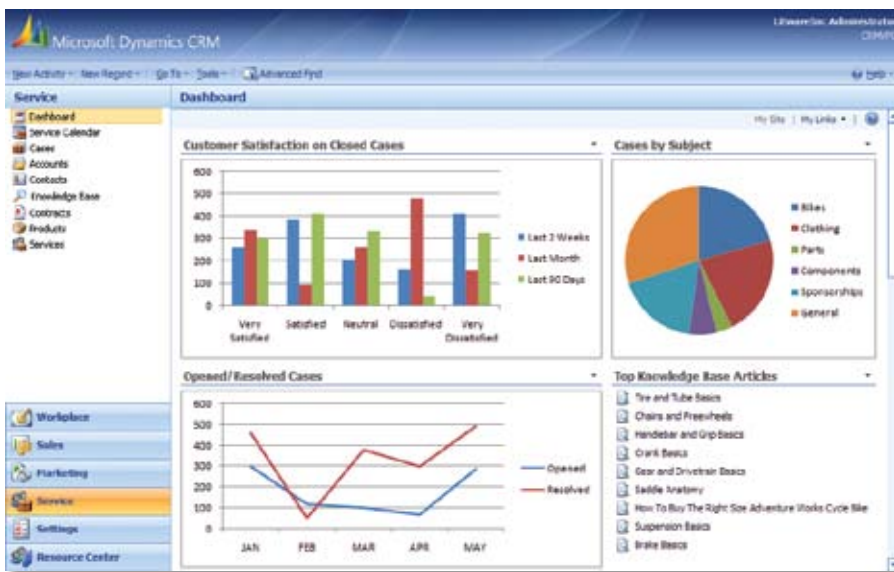 Microsoft Dynamics CRM
Litware Inc Administrator
New Activity New Record Go To Tools Advanced Find
Help
Service
Dashboard
Service Calendar
Cases
Accounts
Contacts
Knowledge Base
Contracts
Products
Services
Workplace
Sales
Marketing
Service
Settings
Resource Center
Dashboard
My Site | My Links
Customer Satisfaction on Closed Cases
600
500
400
300
200
100
0
Very Satisfied
Satisfied
Neutral
Dissatisfied
Very Dissatisfied
Last 2 Weeks
Last Month
Last 90 Days
Cases by Subject
Bikes
Clothing
Parts
Components
Sponsorships
General
Opened/Resolved Cases
600
500
400
300
200
100
0
JAN FEB MAR APR MAY
Opened
Resolved
Top Knowledge Base Articles
Tire and Tube Basics
Chains and Freewheels
Handlebar and Grip Basics
Crank Basics
Gear and Drivetrain Basics
Saddle Anatomy
How To Buy The Right Size Adventure Works Cycle Bike
Suspension Basics
Brake Basics